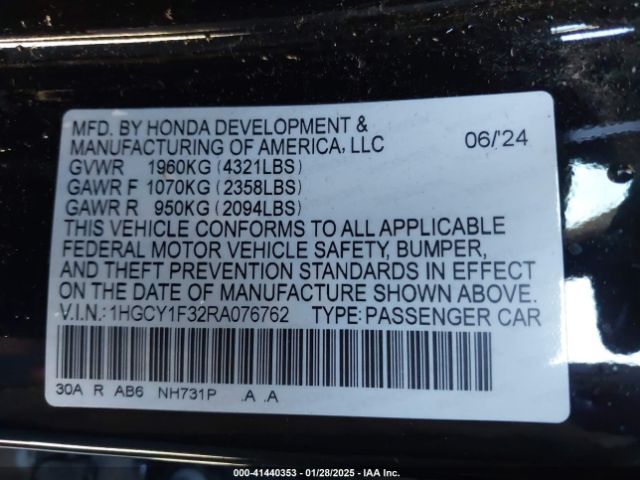 MFD. BY HONDA DEVELOPMENT &
MANUFACTURING OF AMERICA, LLC 06/'24
GVWR 1960KG (4321LBS)
GAWR F 1070KG (2358LBS)
GAWR R 950KG (2094LBS)
THIS VEHICLE CONFORMS TO ALL APPLICABLE
FEDERAL MOTOR VEHICLE SAFETY, BUMPER,
AND THEFT PREVENTION STANDARDS IN EFFECT
ON THE DATE OF MANUFACTURE SHOWN ABOVE.
V.I.N.: 1HGCY1F32RA076762 TYPE: PASSENGER CAR
30A R AB6 NH731P .A .A
000-41440353 - 01/28/2025 - IAA Inc.